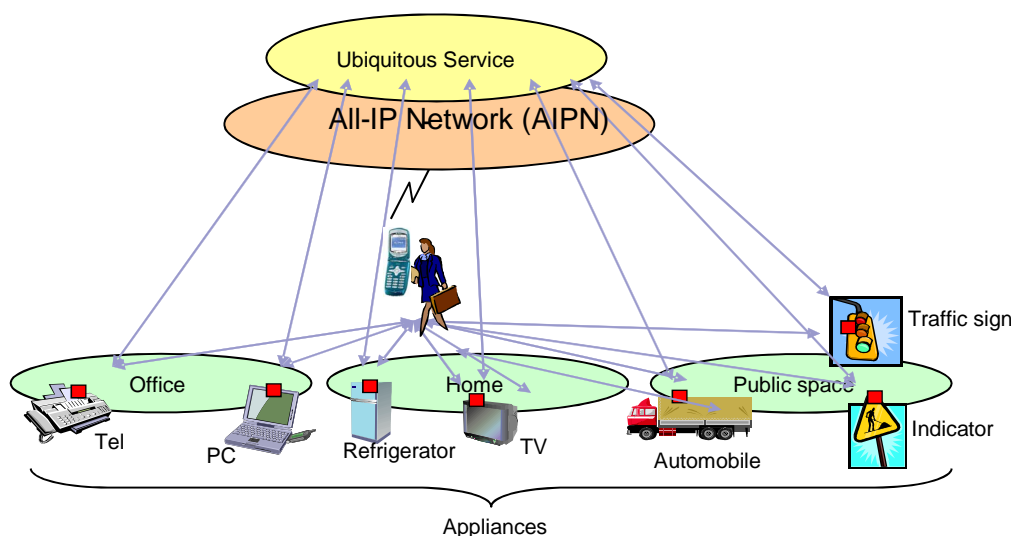 Ubiquitous Service
All-IP Network (AIPN)
Traffic sign
Office
Home
Public space
Tel
PC
Refrigerator
TV
Automobile
Indicator
Appliances